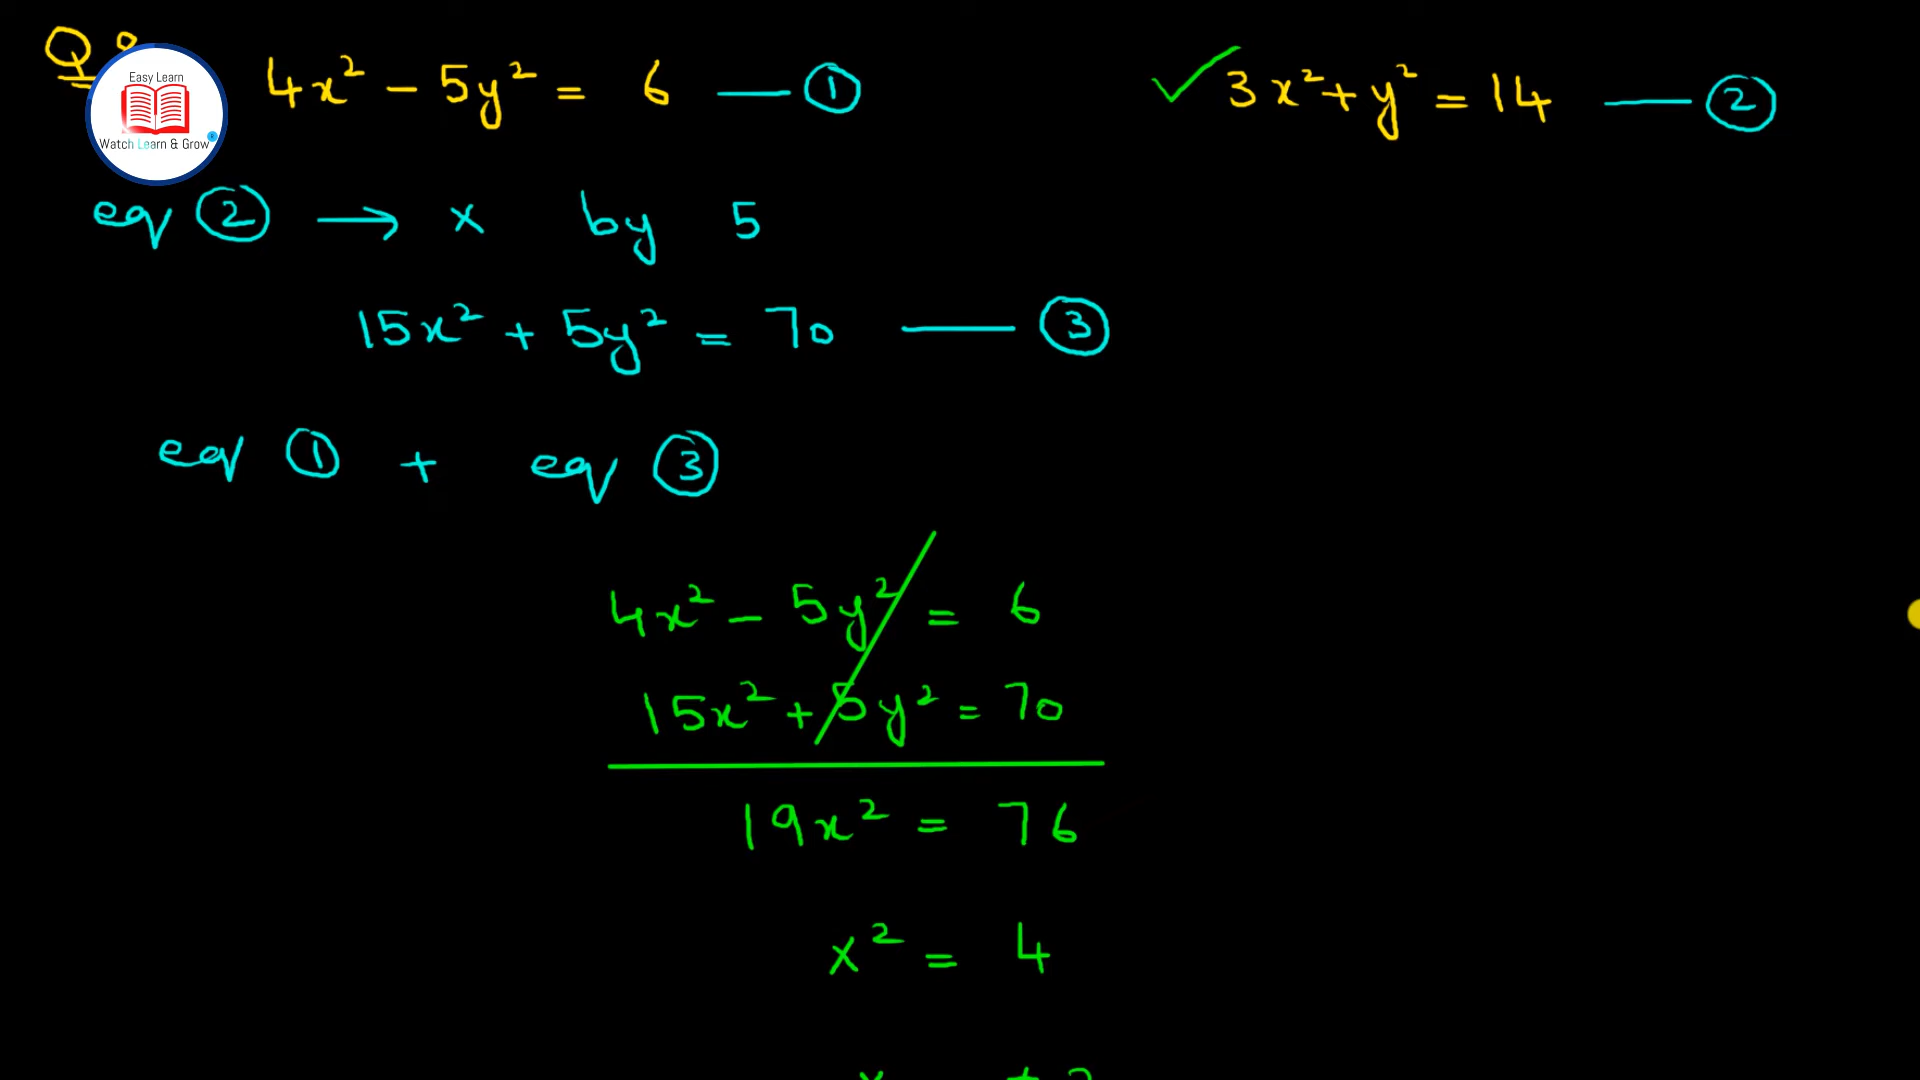 Q
Easy Learn
Watch Learn & Grow
4x² - 5y² = 6 — ①
✓ 3x² + y² = 14 — ②
eq ② → × by 5
15x² + 5y² = 70 — ③
eq ① + eq ③
4x² - 5y² = 6
15x² + 5y² = 70
19x² = 76
x² = 4